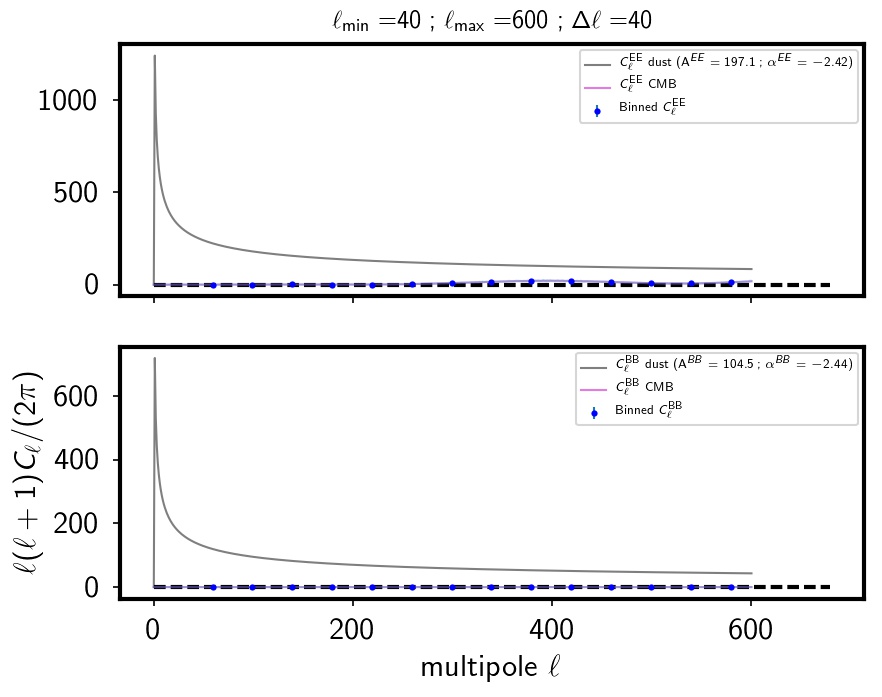 ℓmin =40 ; ℓmax =600 ; Δℓ =40
1000
500
0
C_ℓ^EE dust (A^EE = 197.1 ; α^EE = −2.42)
C_ℓ^EE CMB
Binned C_ℓ^EE
ℓ(ℓ + 1)C_ℓ/(2π)
600
400
200
0
C_ℓ^BB dust (A^BB = 104.5 ; α^BB = −2.44)
C_ℓ^BB CMB
Binned C_ℓ^BB
0 200 400 600
multipole ℓ